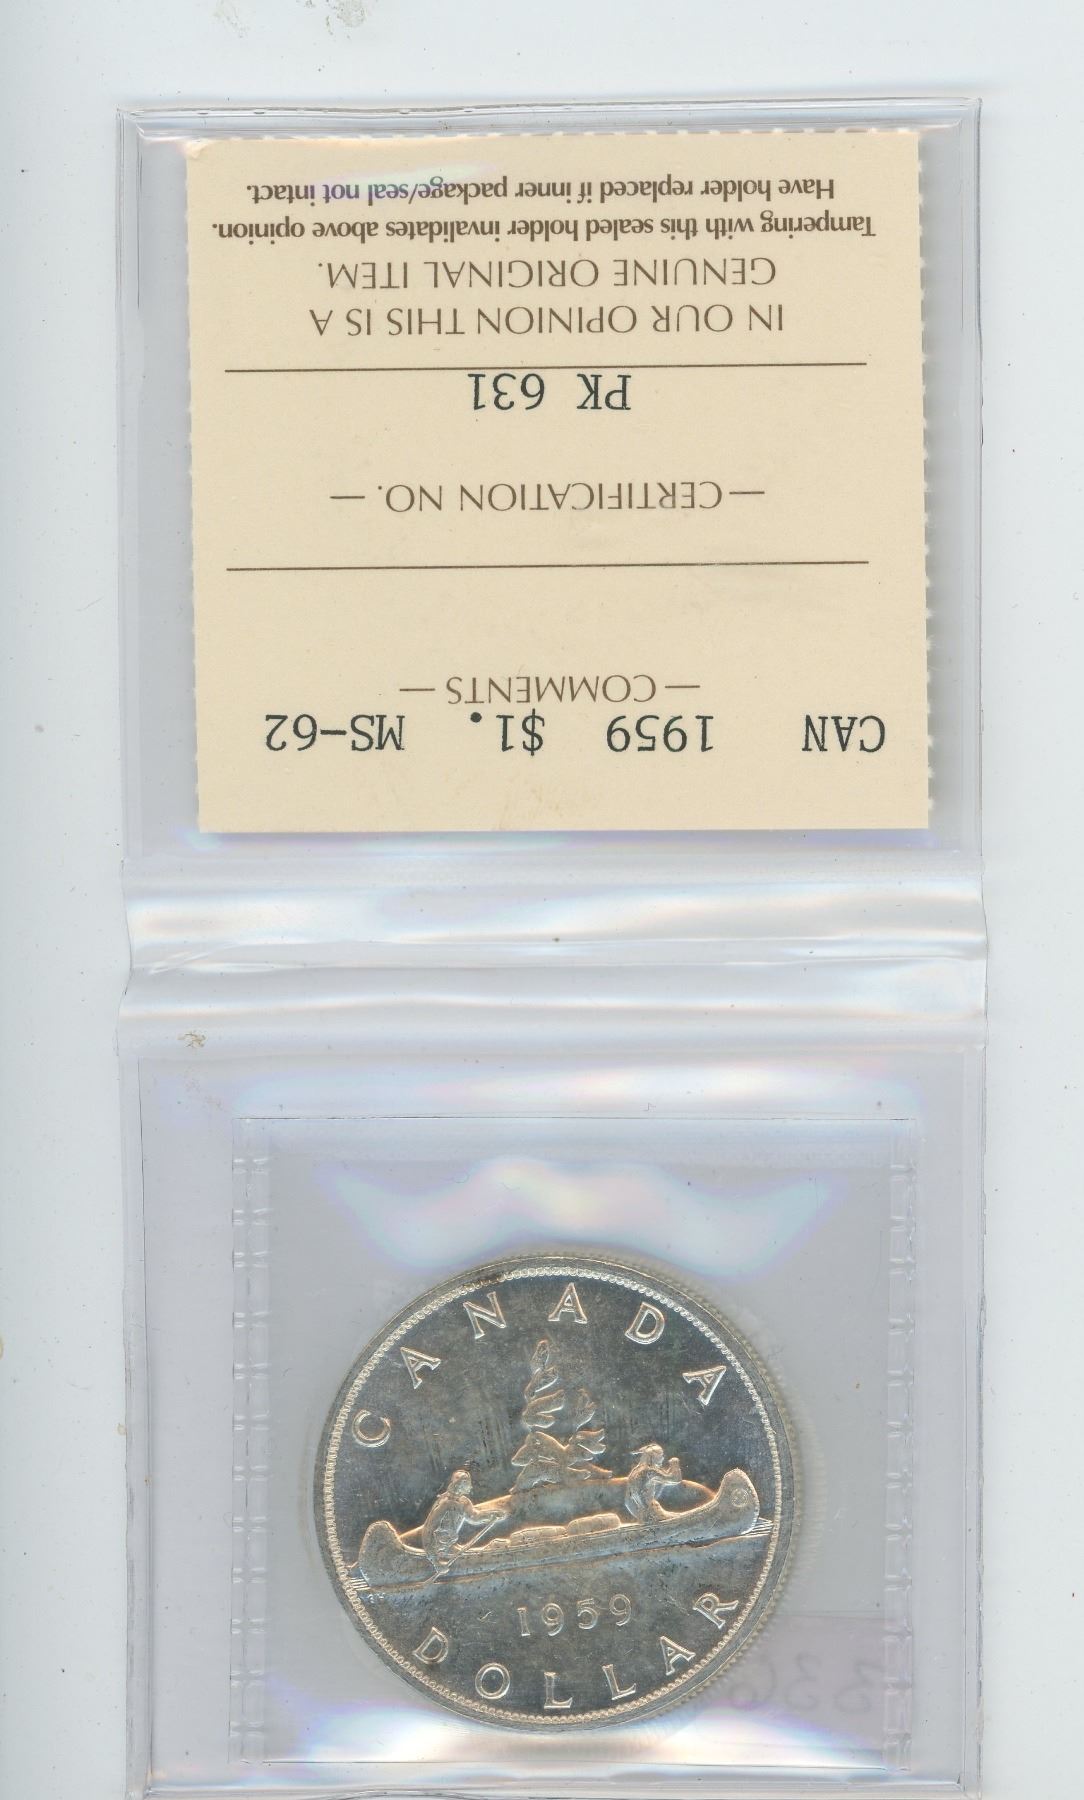 CAN 1959 $1. MS-62
— COMMENTS —
— CERTIFICATION NO. —
PK 631
IN OUR OPINION THIS IS A
GENUINE ORIGINAL ITEM.
Tampering with this sealed holder invalidates above opinion.
Have holder replaced if inner package/seal not intact.
CANADA
1959
DOLLAR